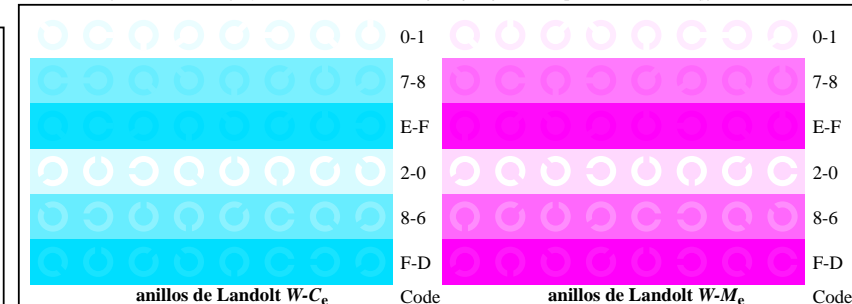 0-1 0-1
7-8 7-8
E-F E-F
2-0 2-0
8-6 8-6
F-D F-D
anillos de Landolt W-Ce Code anillos de Landolt W-Me Code